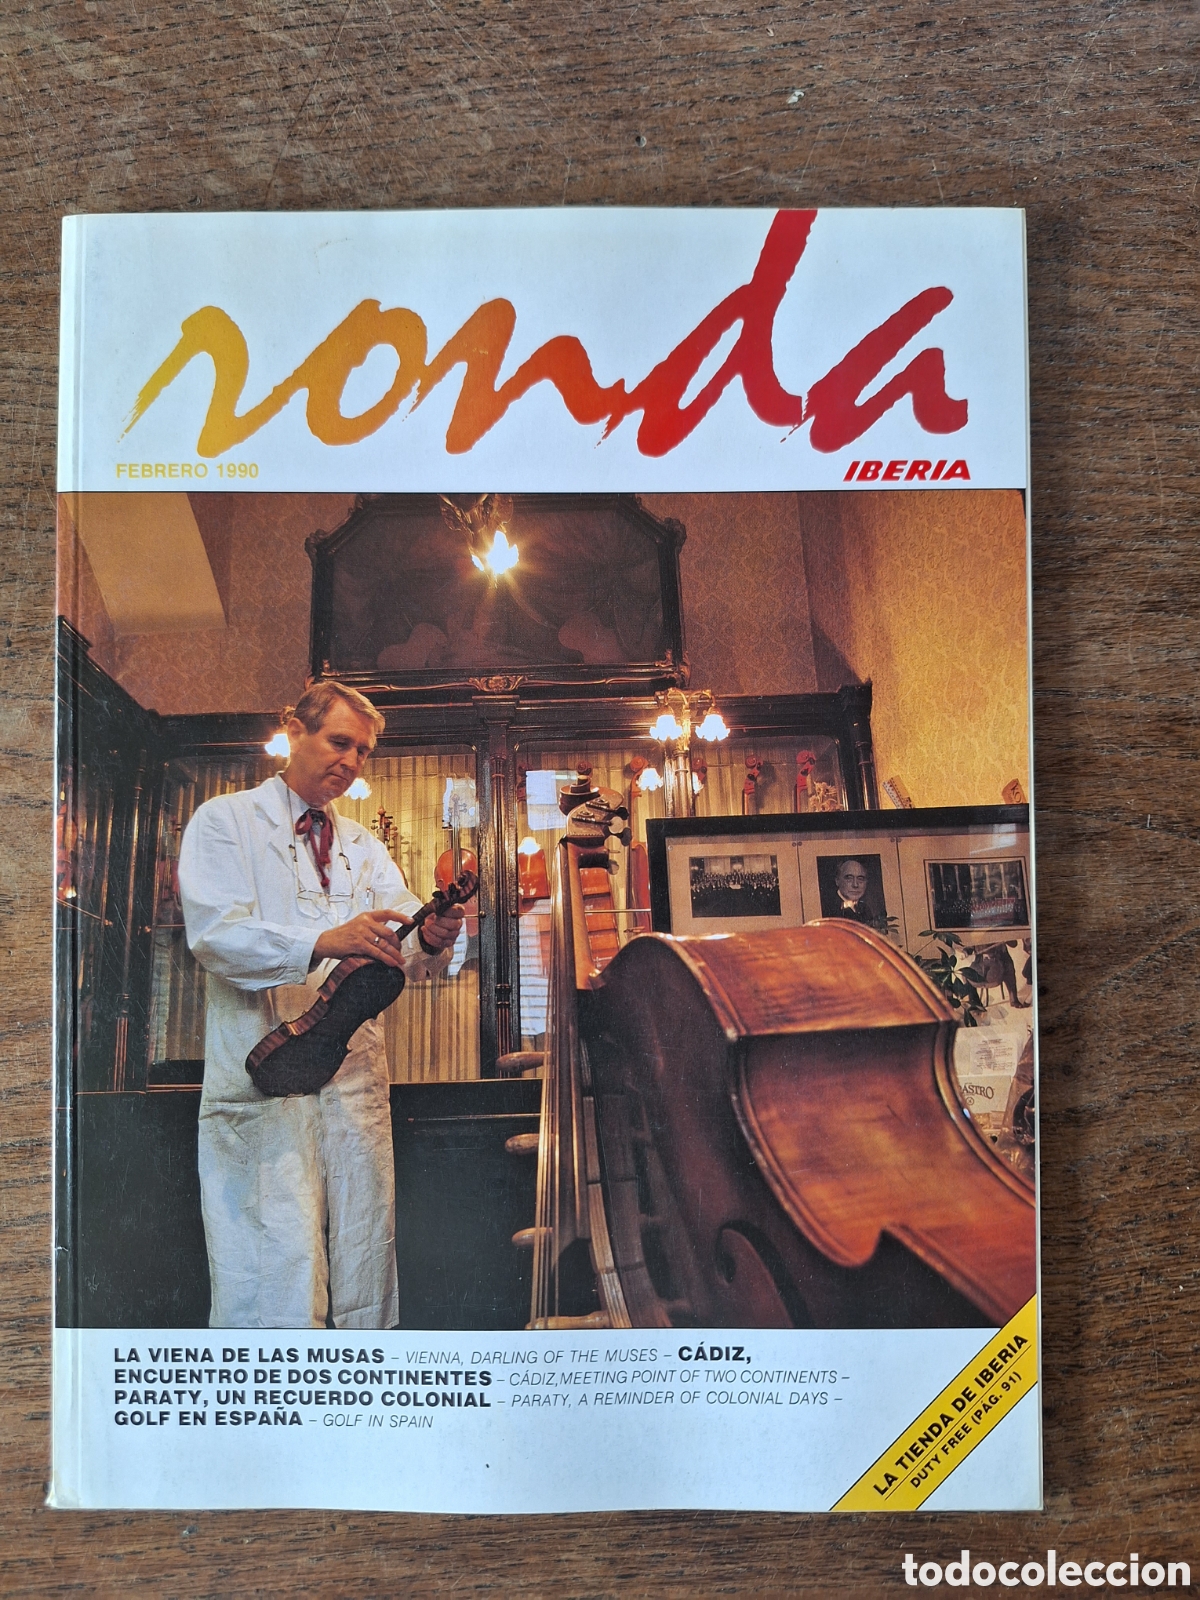 ronda
FEBRERO 1990
IBERIA
LA VIENA DE LAS MUSAS – VIENNA, DARLING OF THE MUSES – CÁDIZ,
ENCUENTRO DE DOS CONTINENTES – CÁDIZ, MEETING POINT OF TWO CONTINENTS –
PARATY, UN RECUERDO COLONIAL – PARATY, A REMINDER OF COLONIAL DAYS –
GOLF EN ESPAÑA – GOLF IN SPAIN
LA TIENDA DE IBERIA
DUTY FREE (PÁG. 91)
todocoleccion